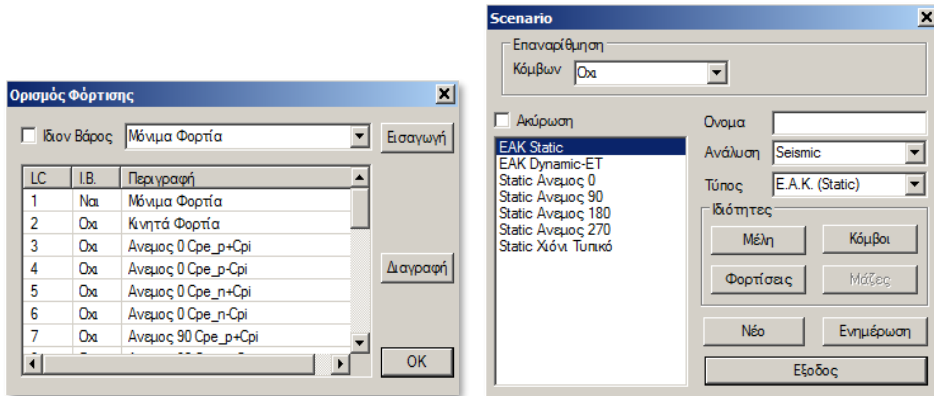 Ορισμός Φόρτισης
Ιδιον Βάρος Μόνιμα Φορτία Εισαγωγή
LC Ι.Β. Περιγραφή
1 Ναι Μόνιμα Φορτία
2 Οχι Κινητά Φορτία
3 Οχι Ανεμος 0 Cpe_p+Cpi
4 Οχι Ανεμος 0 Cpe_p-Cpi
5 Οχι Ανεμος 0 Cpe_n+Cpi
6 Οχι Ανεμος 0 Cpe_n-Cpi
7 Οχι Ανεμος 90 Cpe_p+Cpi
Διαγραφή
OK
Scenario
Επαναρίθμηση
Κόμβων Οχι
Ακύρωση
EAK Static
EAK Dynamic-ET
Static Ανεμος 0
Static Ανεμος 90
Static Ανεμος 180
Static Ανεμος 270
Static Χιόνι Τυπικό
Ονομα
Ανάλυση Seismic
Τύπος E.A.K. (Static)
Ιδιότητες
Μέλη Κόμβοι
Φορτίσεις Μάζες
Νέο Ενημέρωση
Εξοδος